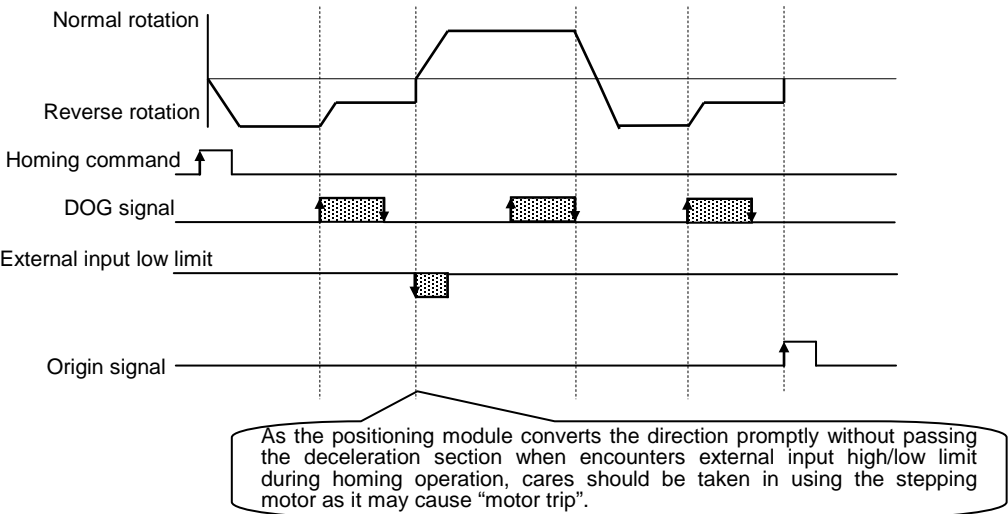 Normal rotation
Reverse rotation
Homing command
DOG signal
External input low limit
Origin signal
As the positioning module converts the direction promptly without passing
the deceleration section when encounters external input high/low limit
during homing operation, cares should be taken in using the stepping
motor as it may cause “motor trip”.